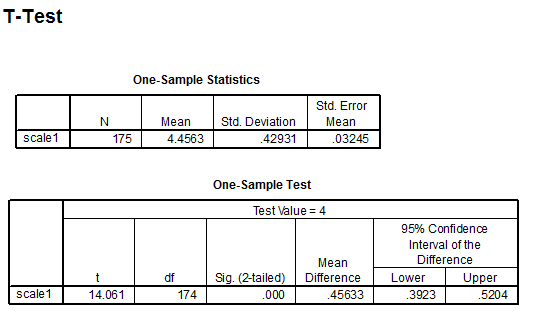 T-Test
One-Sample Statistics
N Mean Std. Deviation Std. Error Mean
scale1 175 4.4563 .42931 .03245
One-Sample Test
Test Value = 4
t df Sig. (2-tailed) Mean Difference 95% Confidence Interval of the Difference
Lower Upper
scale1 14.061 174 .000 .45633 .3923 .5204